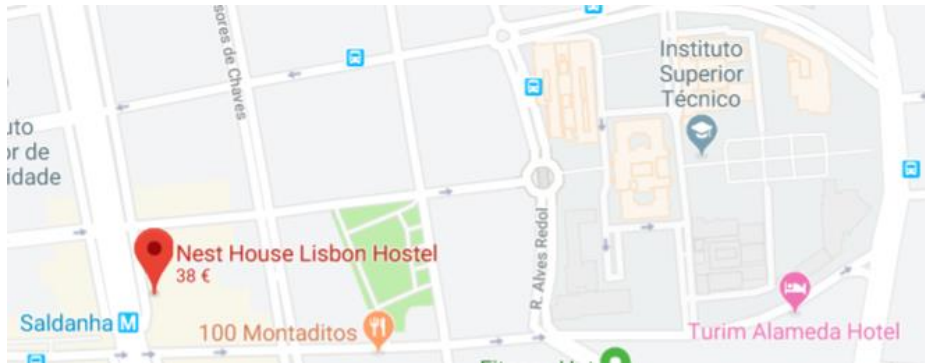 sores de Chaves
Instituto
Superior
Técnico
uto
or de
idade
R. Alves Redol
Nest House Lisbon Hostel
38 €
Saldanha M
100 Montaditos
Turim Alameda Hotel